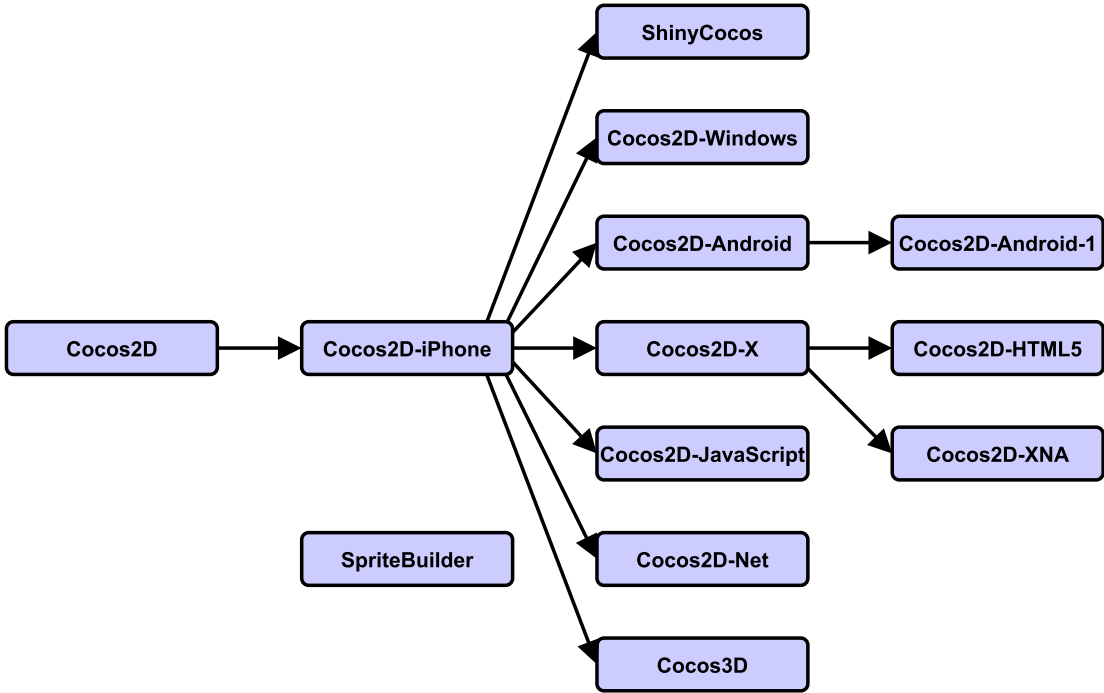 ShinyCocos
Cocos2D-Windows
Cocos2D-Android
Cocos2D-Android-1
Cocos2D
Cocos2D-iPhone
Cocos2D-X
Cocos2D-HTML5
Cocos2D-JavaScript
Cocos2D-XNA
SpriteBuilder
Cocos2D-Net
Cocos3D